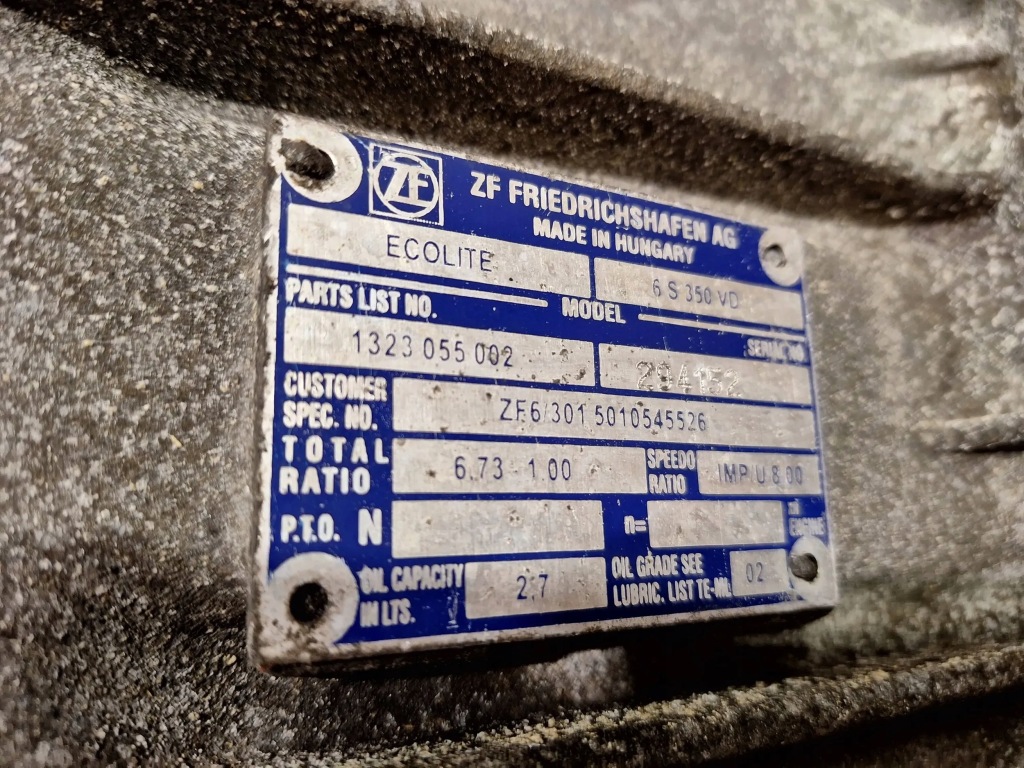 ZF
ZF FRIEDRICHSHAFEN AG
MADE IN HUNGARY
ECOLITE
6 S 350 VD
MODEL
PARTS LIST NO.
SERIAL NO
1323 055 002
294152
CUSTOMER
SPEC. NO.
ZF6/301 5010545526
TOTAL
RATIO
6.73 - 1.00
SPEEDO
RATIO
IMP/U 8.00
P.T.O. N
n=
ENGINE
OIL CAPACITY
IN LTS.
2,7
OIL GRADE SEE
LUBRIC. LIST TE-ML
02